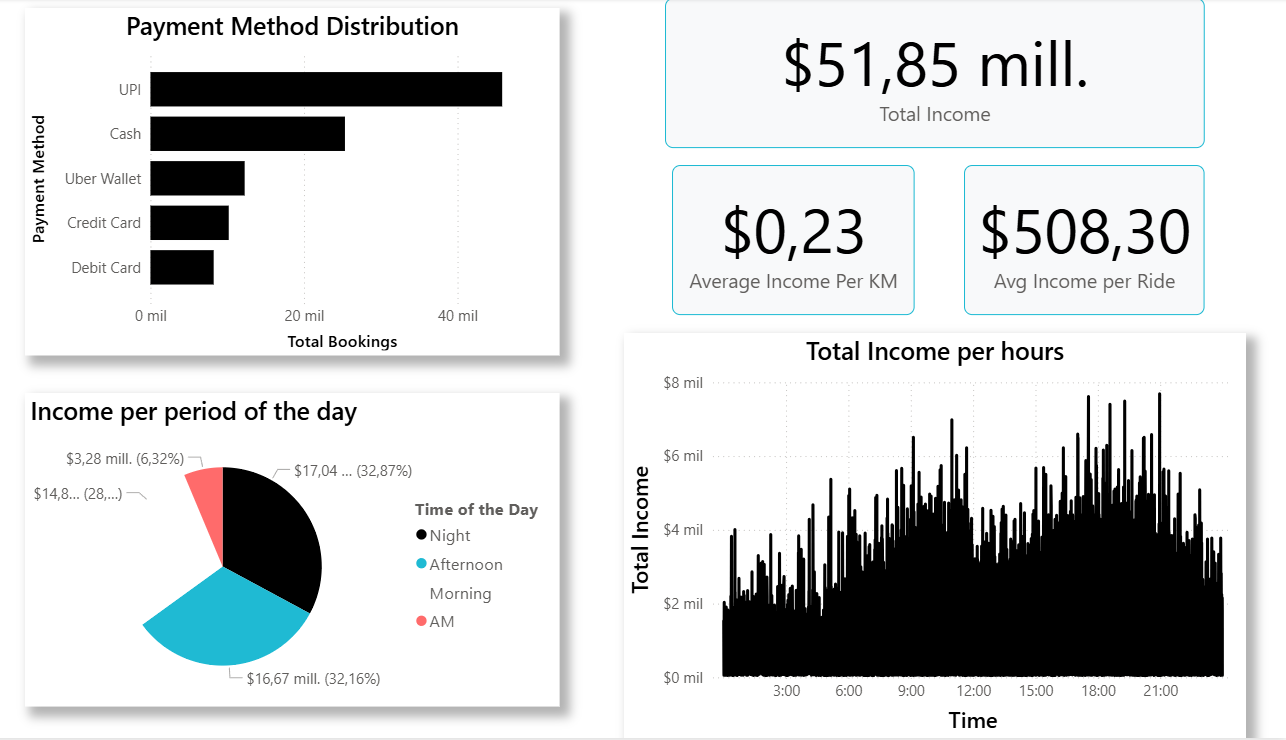 Payment Method Distribution
Payment Method
UPI
Cash
Uber Wallet
Credit Card
Debit Card
0 mil
20 mil
40 mil
Total Bookings
$51,85 mill.
Total Income
$0,23
Average Income Per KM
$508,30
Avg Income per Ride
Income per period of the day
$3,28 mill. (6,32%)
$17,04 ... (32,87%)
$14,8... (28,...)
$16,67 mill. (32,16%)
Time of the Day
Night
Afternoon
Morning
AM
Total Income per hours
Total Income
$8 mil
$6 mil
$4 mil
$2 mil
$0 mil
3:00
6:00
9:00
12:00
15:00
18:00
21:00
Time